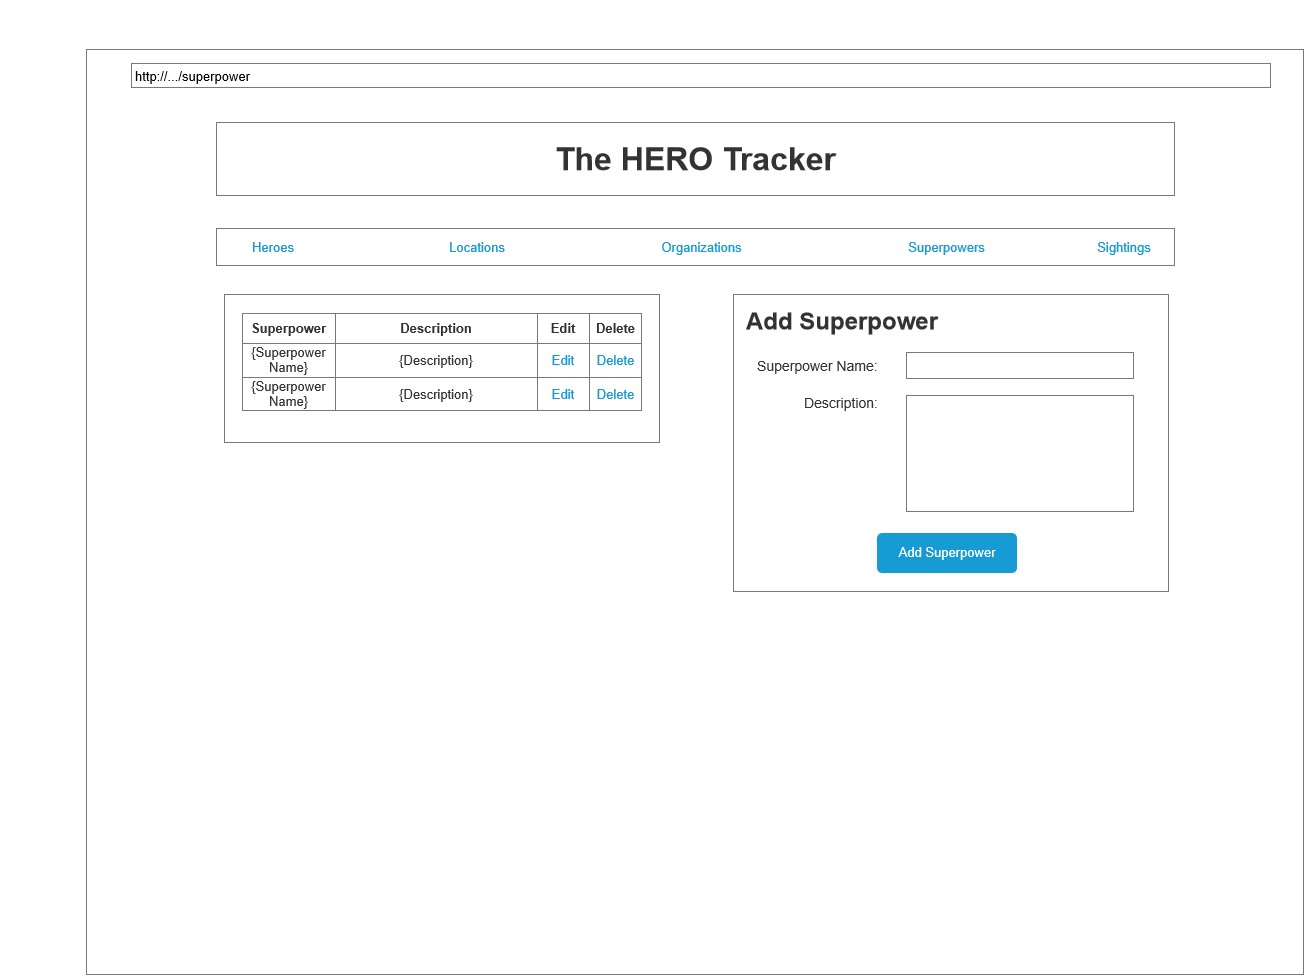 http://.../superpower
The HERO Tracker
Heroes Locations Organizations Superpowers Sightings
Superpower Description Edit Delete
{Superpower
Name} {Description} Edit Delete
{Superpower
Name} {Description} Edit Delete
Add Superpower
Superpower Name:
Description:
Add Superpower